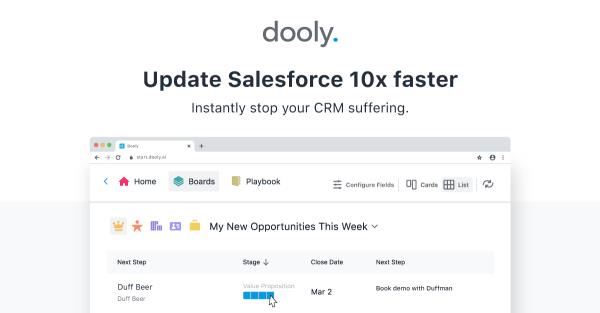 dooly.
Update Salesforce 10x faster
Instantly stop your CRM suffering.
Dooly
start.dooly.ai
Home Boards Playbook Configure Fields Cards List
My New Opportunities This Week
Next Step Stage Close Date Next Step
Duff Beer Value Proposition Mar 2 Book demo with Duffman
Duff Beer